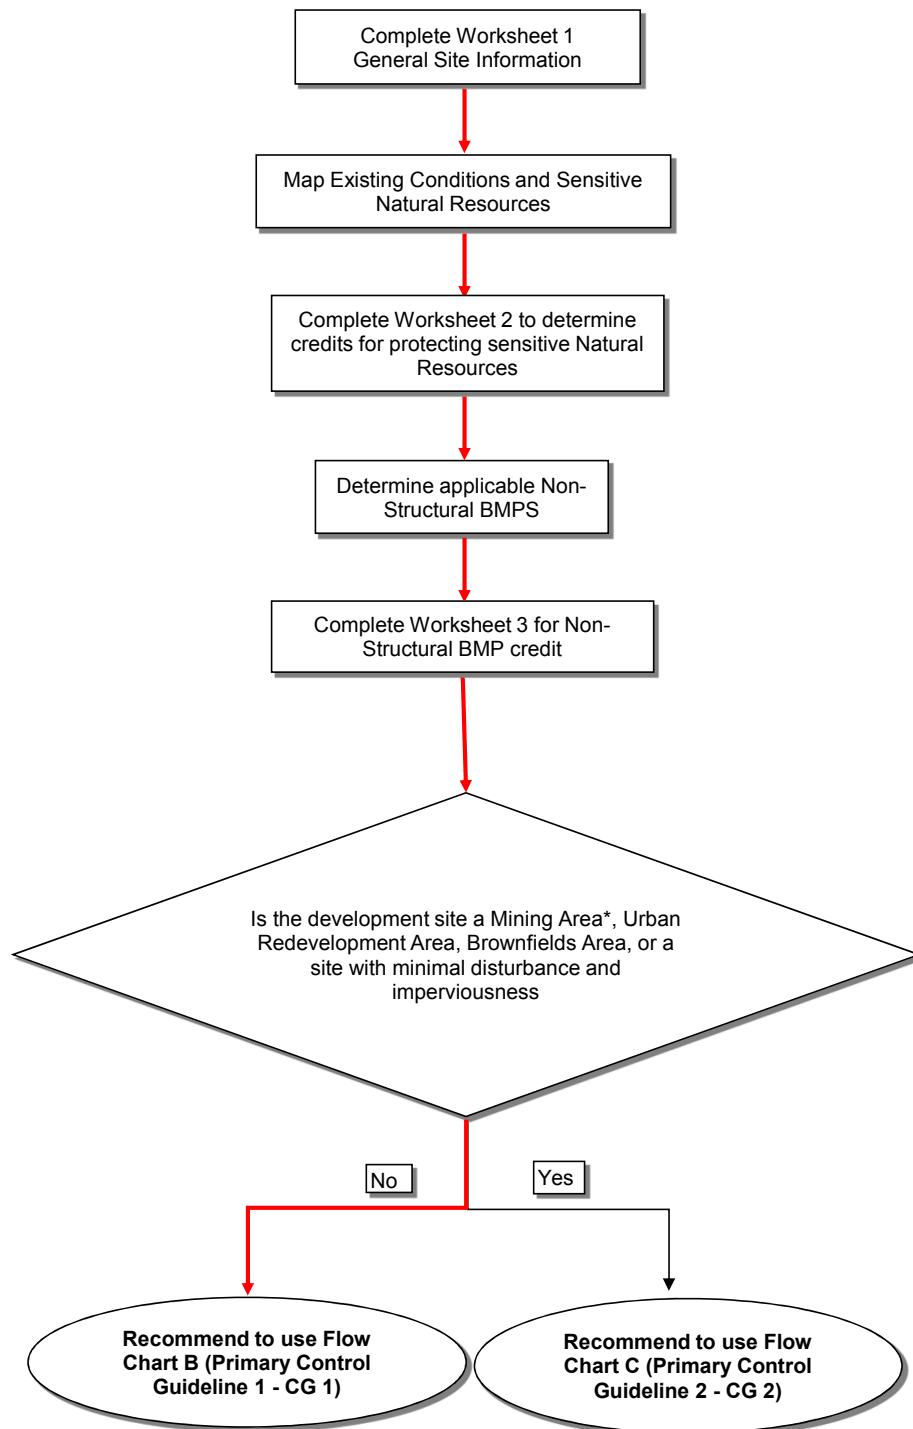 Complete Worksheet 1
General Site Information
Map Existing Conditions and Sensitive
Natural Resources
Complete Worksheet 2 to determine
credits for protecting sensitive Natural
Resources
Determine applicable Non-
Structural BMPS
Complete Worksheet 3 for Non-
Structural BMP credit
Is the development site a Mining Area*, Urban
Redevelopment Area, Brownfields Area, or a
site with minimal disturbance and
imperviousness
No
Yes
Recommend to use Flow
Chart B (Primary Control
Guideline 1 - CG 1)
Recommend to use Flow
Chart C (Primary Control
Guideline 2 - CG 2)